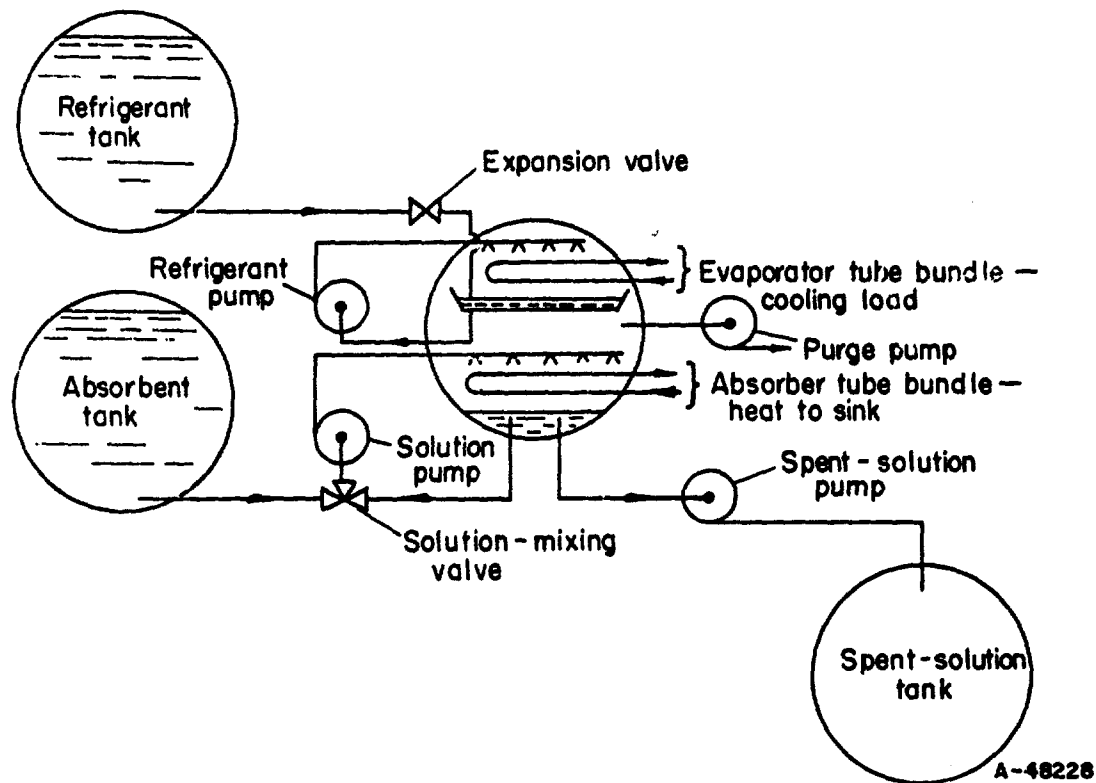 Refrigerant
tank
Expansion valve
Refrigerant
pump
Evaporator tube bundle —
cooling load
Purge pump
Absorbent
tank
Absorber tube bundle —
heat to sink
Solution
pump
Spent-solution
pump
Solution-mixing
valve
Spent-solution
tank
A-48228